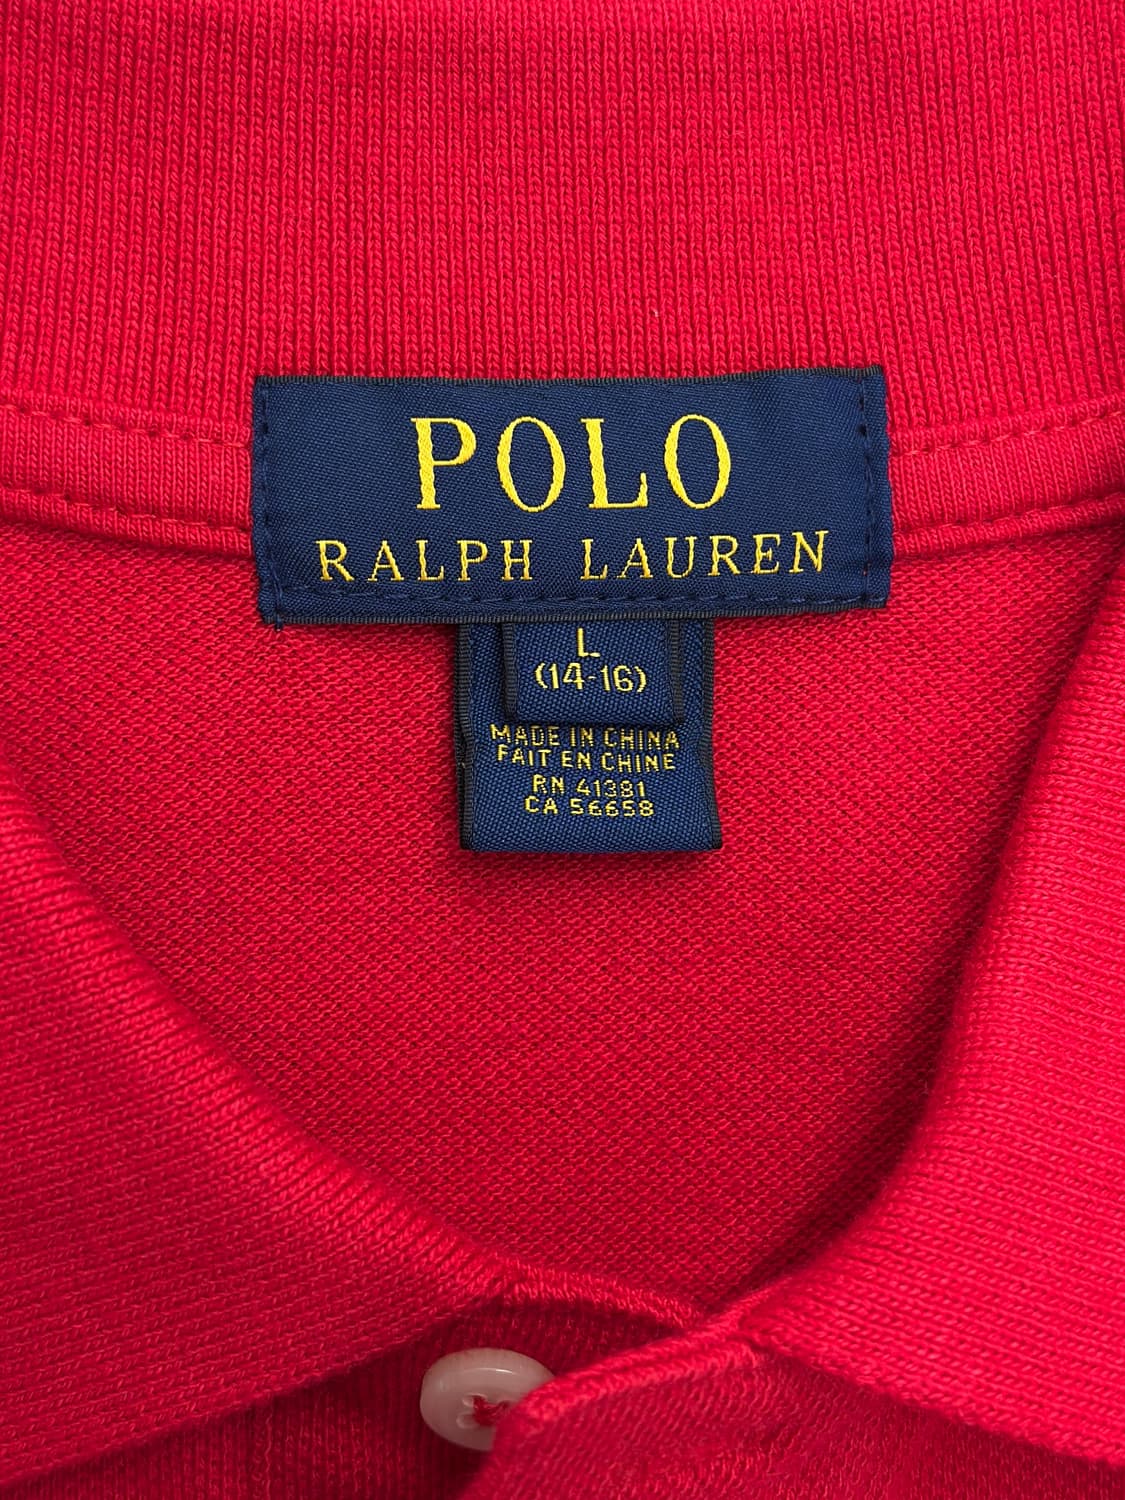 POLO
RALPH LAUREN
L
(14-16)
MADE IN CHINA
FAIT EN CHINE
RN 41381
CA 56658